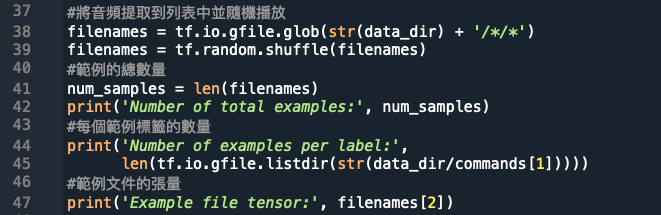 37 #將音頻提取到列表中並隨機播放
38 filenames = tf.io.gfile.glob(str(data_dir) + '/*/*')
39 filenames = tf.random.shuffle(filenames)
40 #範例的總數量
41 num_samples = len(filenames)
42 print('Number of total examples:', num_samples)
43 #每個範例標籤的數量
44 print('Number of examples per label:',
45 len(tf.io.gfile.listdir(str(data_dir/commands[1]))))
46 #範例文件的張量
47 print('Example file tensor:', filenames[2])